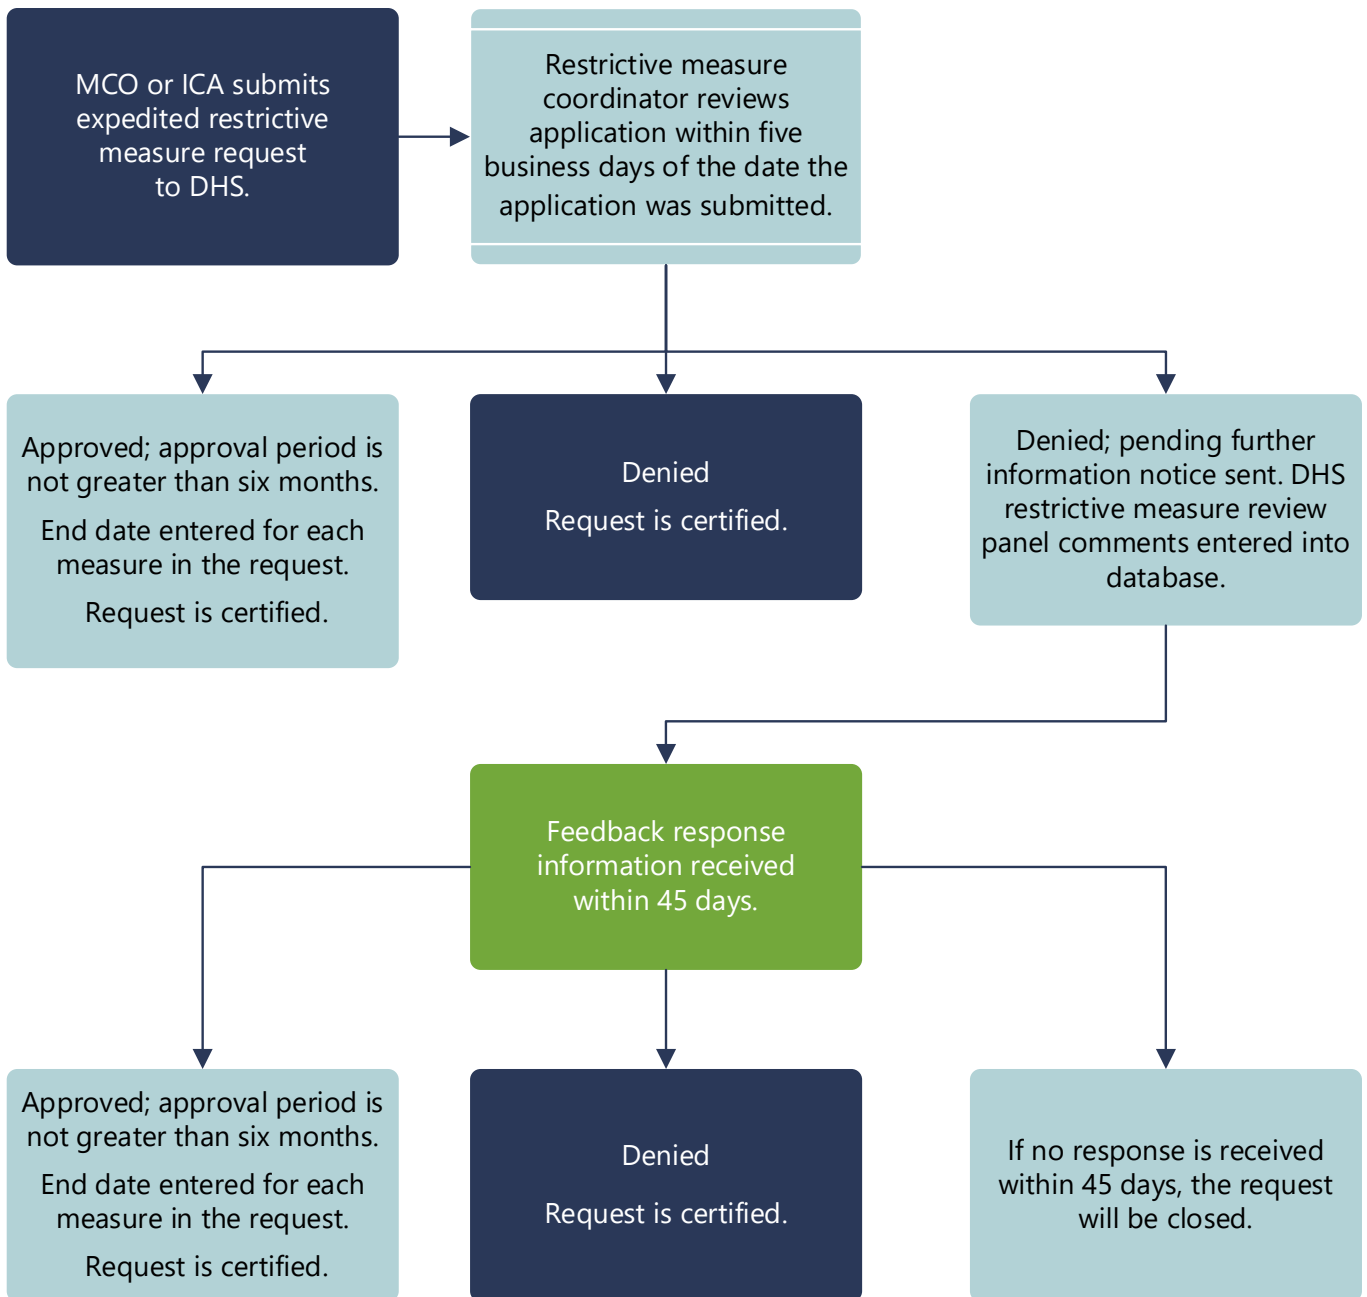 MCO or ICA submits
expedited restrictive
measure request
to DHS.
Restrictive measure
coordinator reviews
application within five
business days of the date the
application was submitted.
Approved; approval period is
not greater than six months.
End date entered for each
measure in the request.
Request is certified.
Denied
Request is certified.
Denied; pending further
information notice sent. DHS
restrictive measure review
panel comments entered into
database.
Feedback response
information received
within 45 days.
Approved; approval period is
not greater than six months.
End date entered for each
measure in the request.
Request is certified.
Denied
Request is certified.
If no response is received
within 45 days, the request
will be closed.